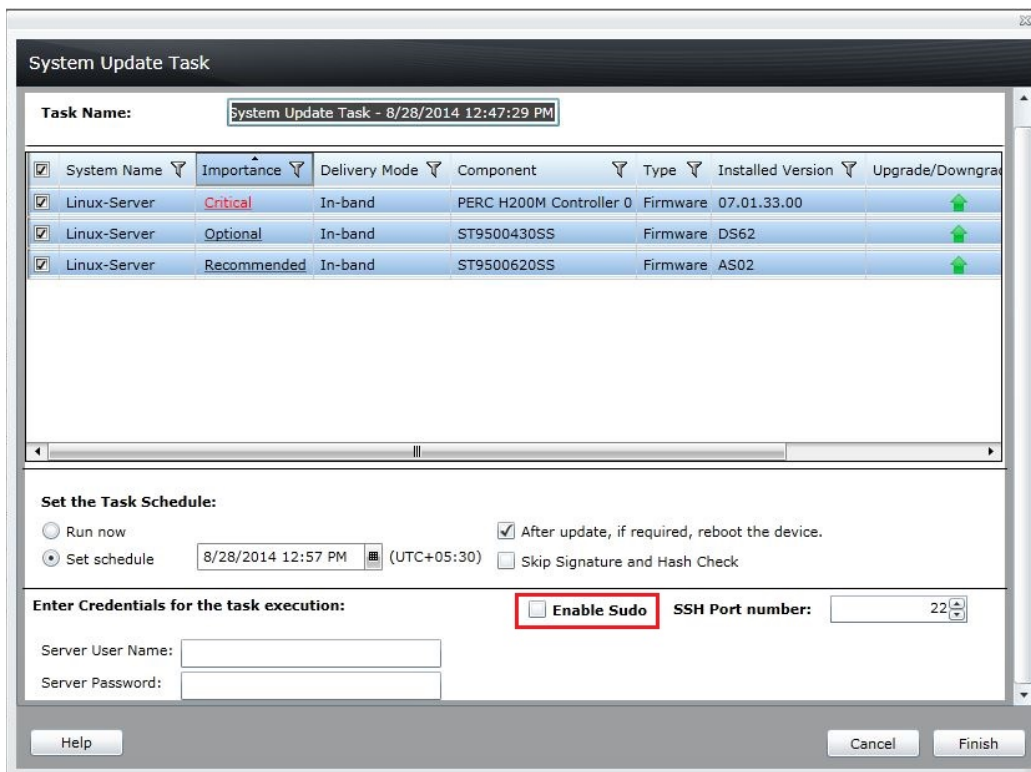 System Update Task
Task Name: System Update Task - 8/28/2014 12:47:29 PM
System Name Importance Delivery Mode Component Type Installed Version Upgrade/Downgrad
Linux-Server Critical In-band PERC H200M Controller 0 Firmware 07.01.33.00
Linux-Server Optional In-band ST9500430SS Firmware DS62
Linux-Server Recommended In-band ST9500620SS Firmware AS02
Set the Task Schedule:
Run now After update, if required, reboot the device.
Set schedule 8/28/2014 12:57 PM (UTC+05:30) Skip Signature and Hash Check
Enter Credentials for the task execution: Enable Sudo SSH Port number: 22
Server User Name:
Server Password:
Help Cancel Finish